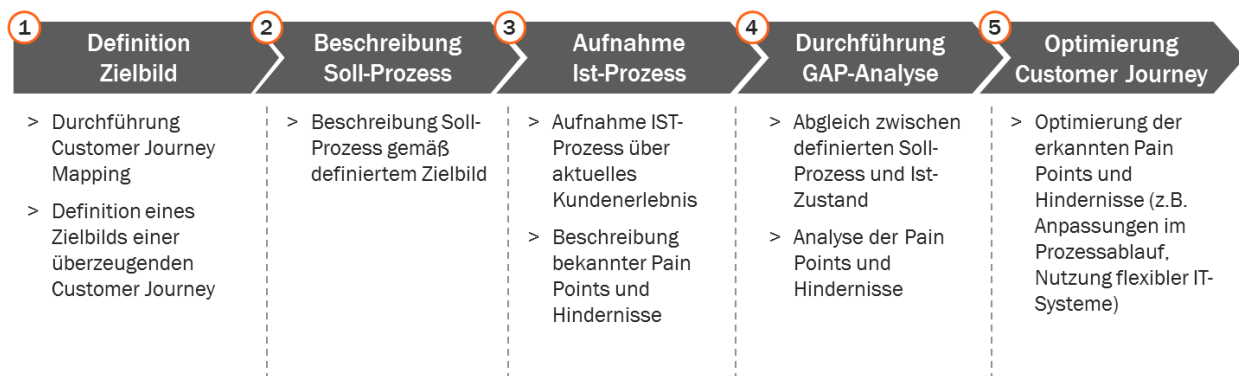 1
Definition
Zielbild
> Durchführung
Customer Journey
Mapping
> Definition eines
Zielbilds einer
überzeugenden
Customer Journey
2
Beschreibung
Soll-Prozess
> Beschreibung Soll-
Prozess gemäß
definiertem Zielbild
3
Aufnahme
Ist-Prozess
> Aufnahme IST-
Prozess über
aktuelles
Kundenerlebnis
> Beschreibung
bekannter Pain
Points und
Hindernisse
4
Durchführung
GAP-Analyse
> Abgleich zwischen
definierten Soll-
Prozess und Ist-
Zustand
> Analyse der Pain
Points und
Hindernisse
5
Optimierung
Customer Journey
> Optimierung der
erkannten Pain
Points und
Hindernisse (z.B.
Anpassungen im
Prozessablauf,
Nutzung flexibler IT-
Systeme)